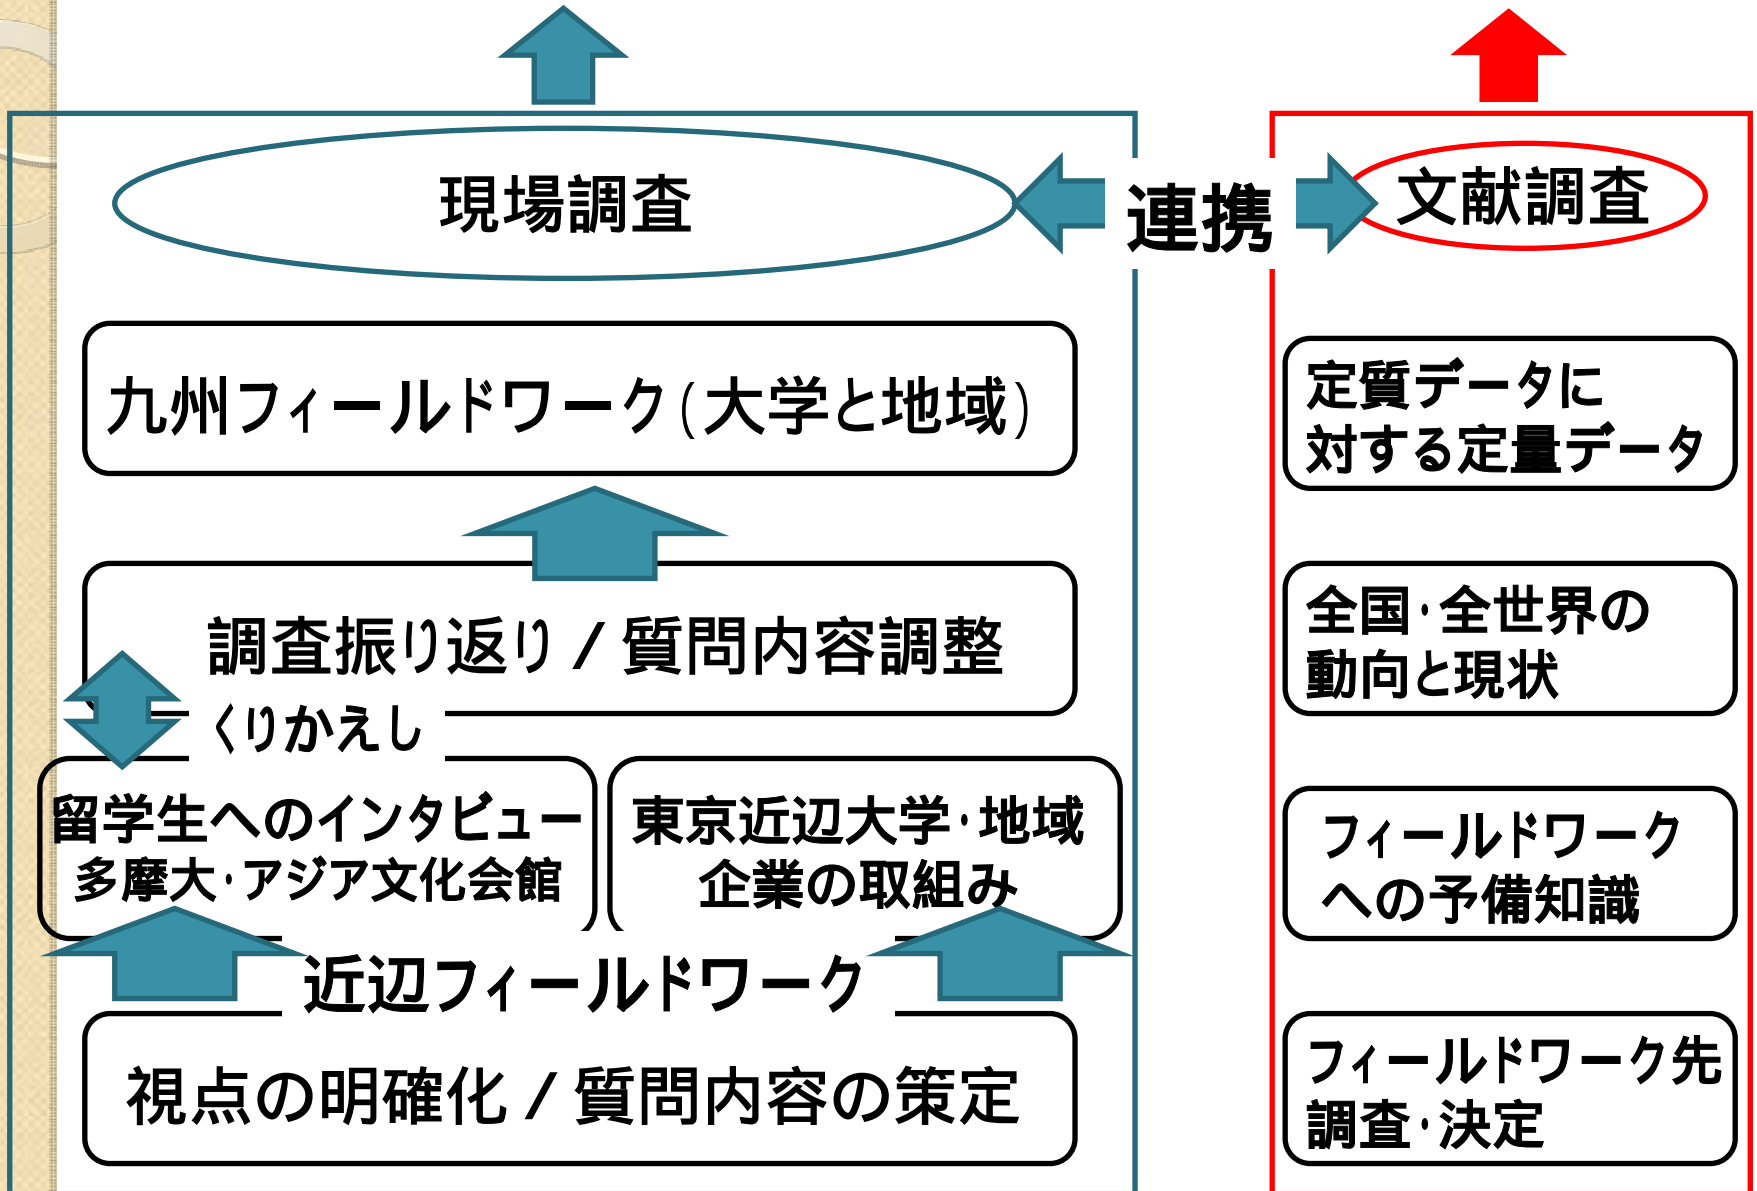 現場調査
連携
文献調査
九州フィールドワーク(大学と地域)
調査振り返り/質問内容調整
くりかえし
留学生へのインタビュー
多摩大・アジア文化会館
東京近辺大学・地域
企業の取組み
近辺フィールドワーク
視点の明確化/質問内容の策定
定質データに
対する定量データ
全国・全世界の
動向と現状
フィールドワーク
への予備知識
フィールドワーク先
調査・決定